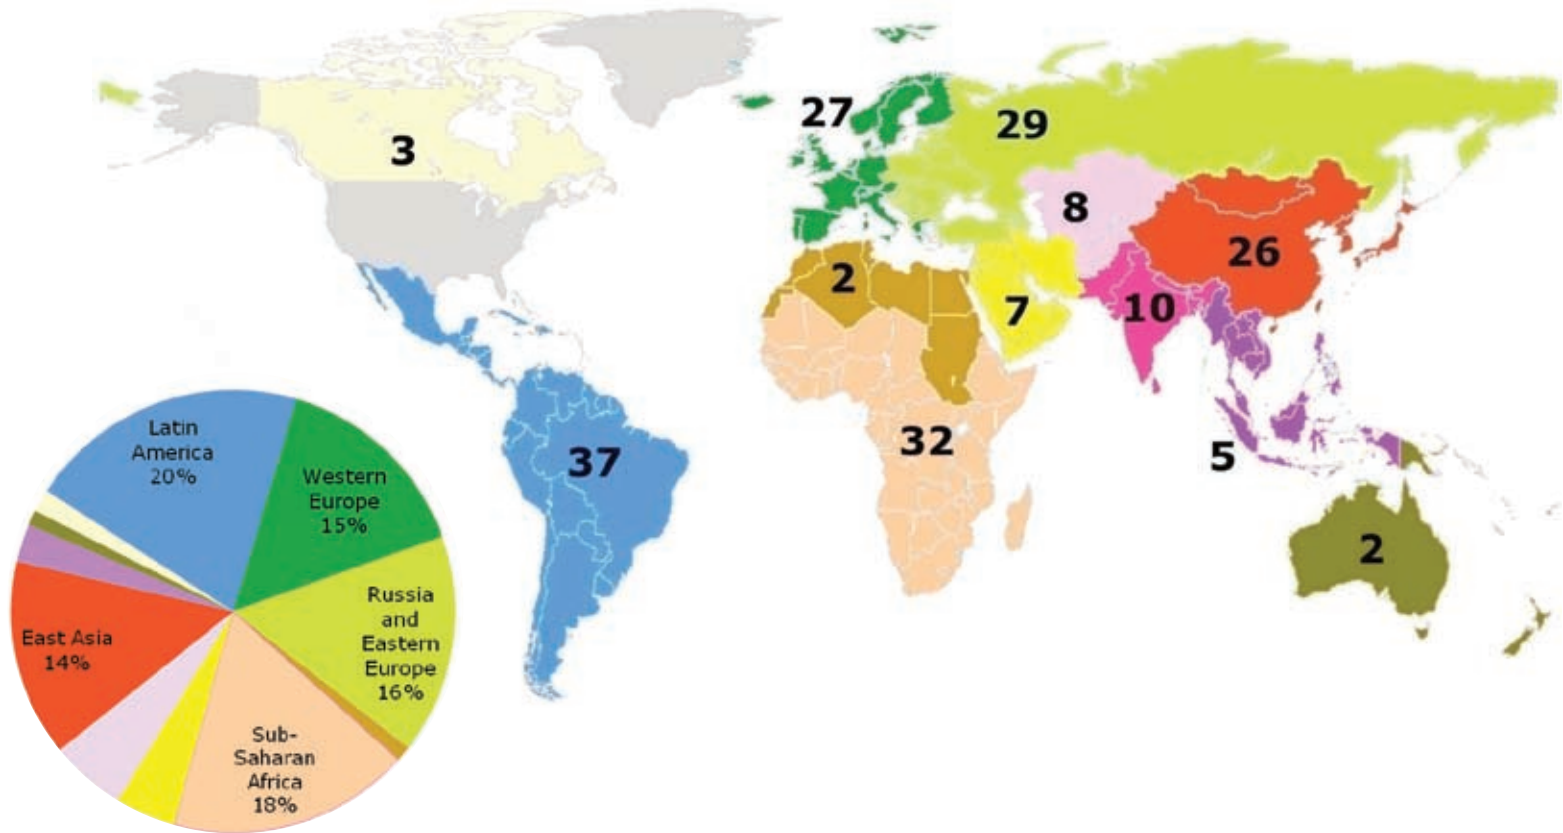 3
27
29
8
26
2
7
10
37
32
5
2
Latin
America
20%
Western
Europe
15%
Russia
and
Eastern
Europe
16%
East Asia
14%
Sub-
Saharan
Africa
18%